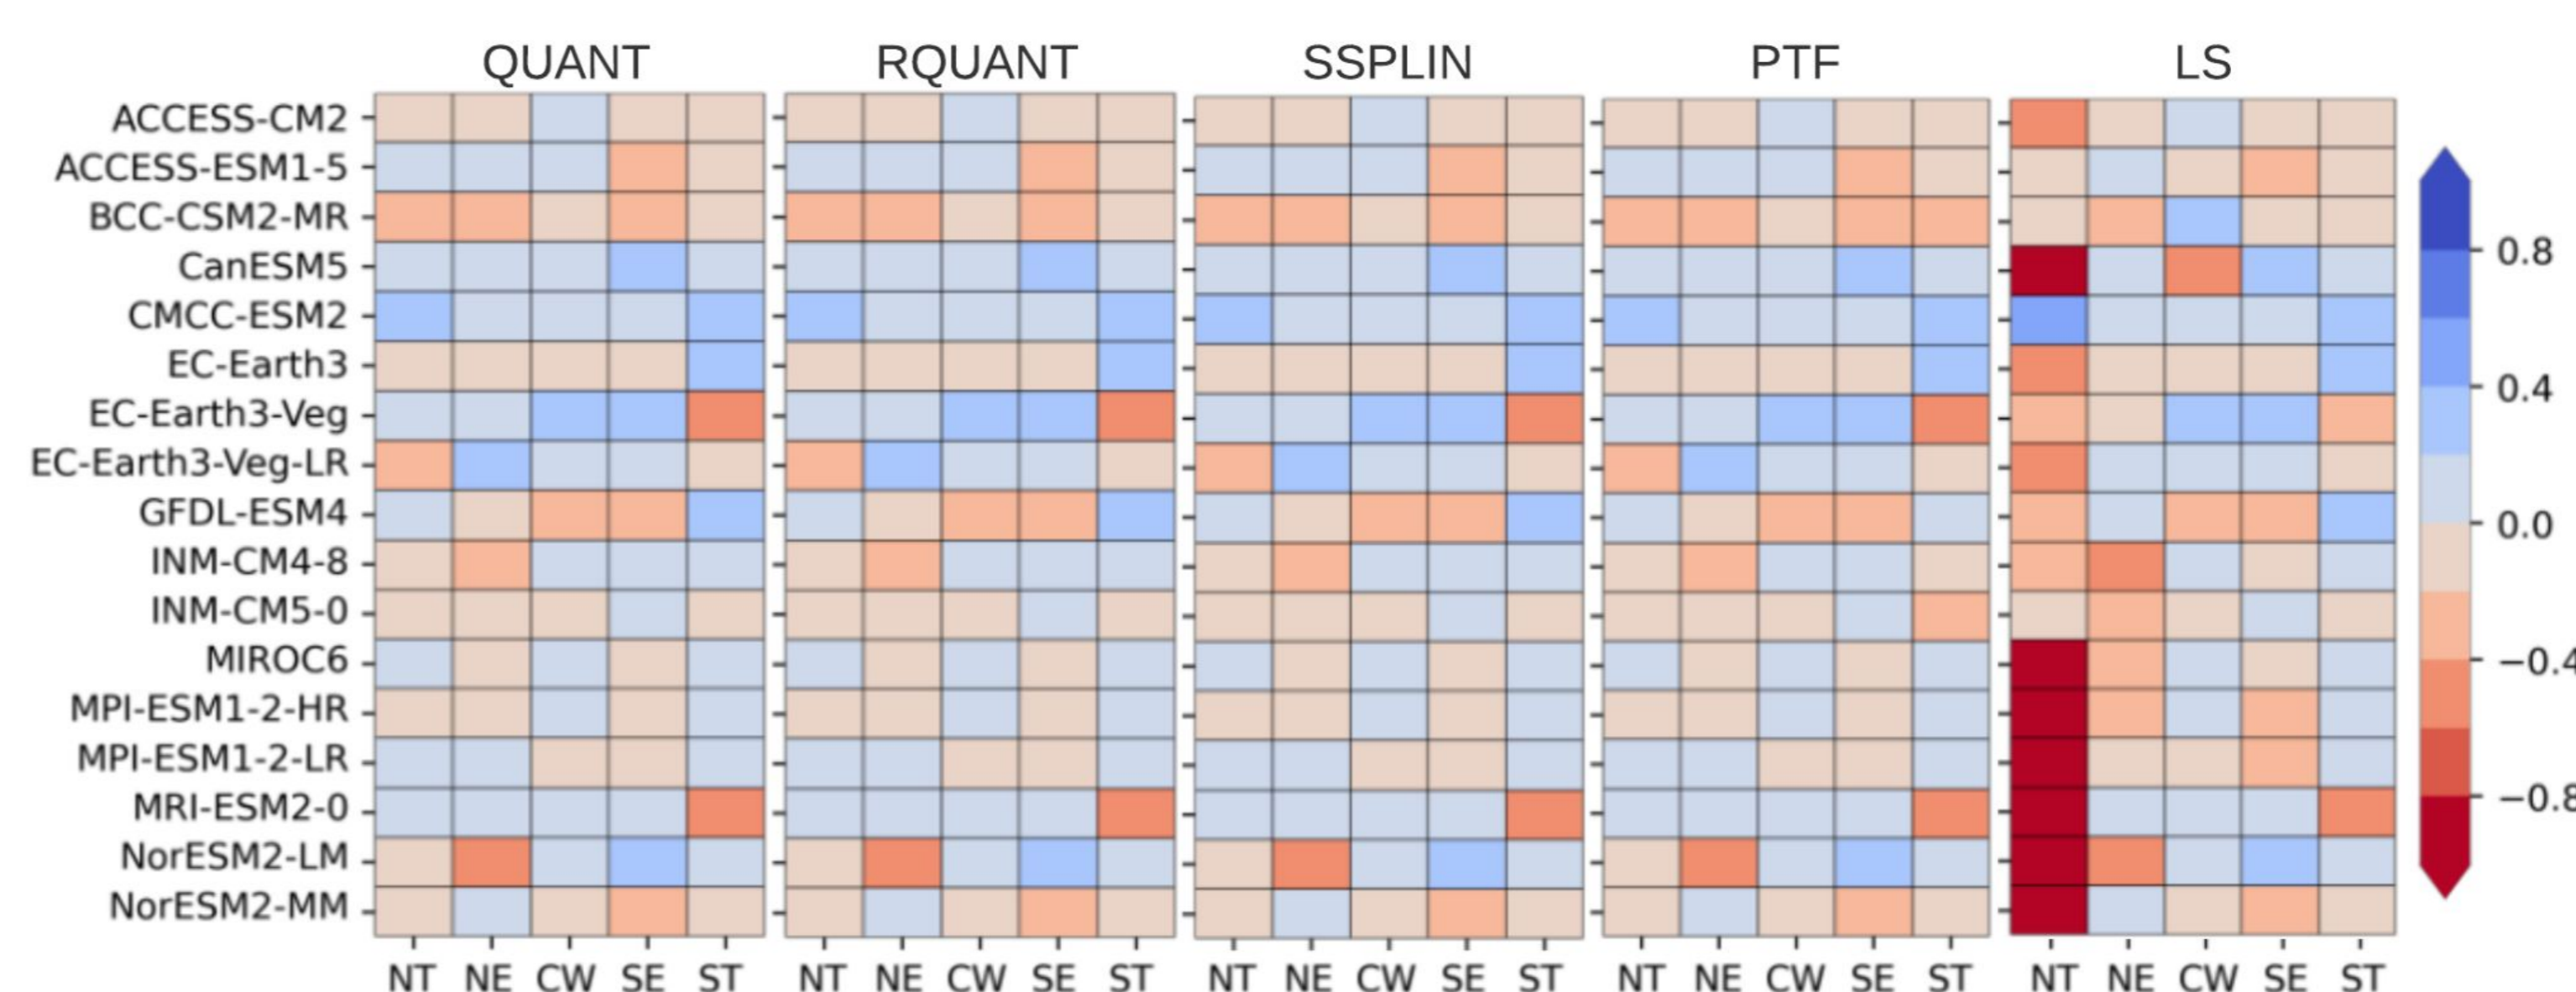 QUANT RQUANT SSPLIN PTF LS
ACCESS-CM2
ACCESS-ESM1-5
BCC-CSM2-MR
CanESM5
CMCC-ESM2
EC-Earth3
EC-Earth3-Veg
EC-Earth3-Veg-LR
GFDL-ESM4
INM-CM4-8
INM-CM5-0
MIROC6
MPI-ESM1-2-HR
MPI-ESM1-2-LR
MRI-ESM2-0
NorESM2-LM
NorESM2-MM
NT NE CW SE ST NT NE CW SE ST NT NE CW SE ST NT NE CW SE ST NT NE CW SE ST
0.8
0.4
0.0
−0.4
−0.8